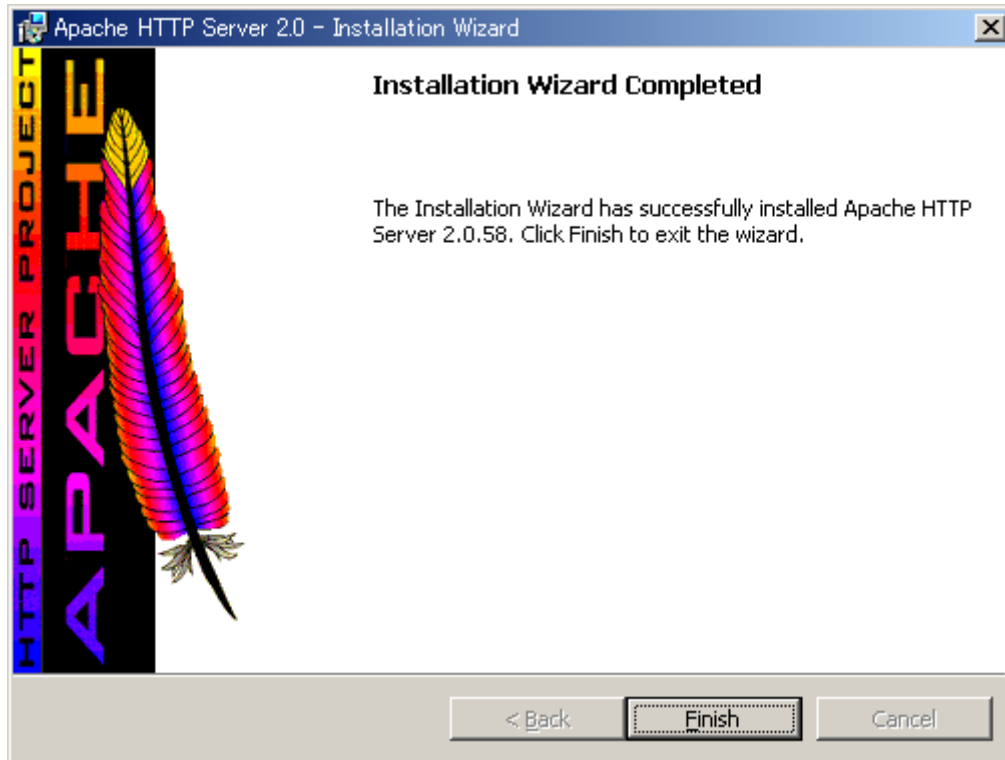 Apache HTTP Server 2.0 - Installation Wizard
HTTP SERVER PROJECT
APACHE
Installation Wizard Completed
The Installation Wizard has successfully installed Apache HTTP
Server 2.0.58. Click Finish to exit the wizard.
< Back
Finish
Cancel